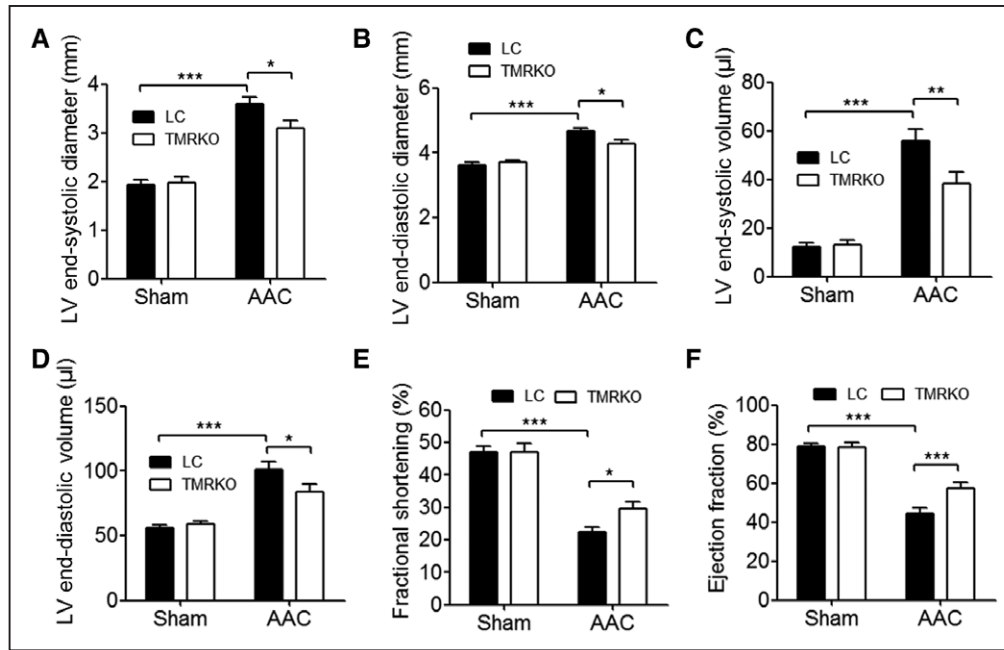 A
LV end-systolic diameter (mm)
4
3
2
1
0
***
*
LC
TMRKO
Sham AAC
B
LV end-diastolic diameter (mm)
6
4
2
0
LC
TMRKO
***
*
Sham AAC
C
LV end-systolic volume (µl)
80
60
40
20
0
***
**
LC
TMRKO
Sham AAC
D
LV end-diastolic volume (µl)
150
100
50
0
***
*
LC
TMRKO
Sham AAC
E
Fractional shortening (%)
60
50
40
30
20
10
0
LC TMRKO
***
*
Sham AAC
F
Ejection fraction (%)
100
80
60
40
20
0
LC TMRKO
***
***
Sham AAC